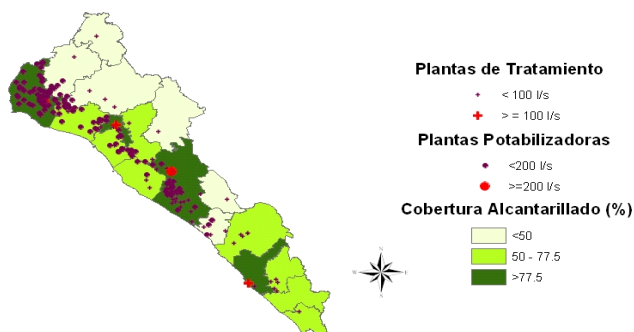 Plantas de Tratamiento
< 100 l/s
> = 100 l/s
Plantas Potabilizadoras
<200 l/s
>=200 l/s
Cobertura Alcantarillado (%)
<50
50 - 77.5
>77.5